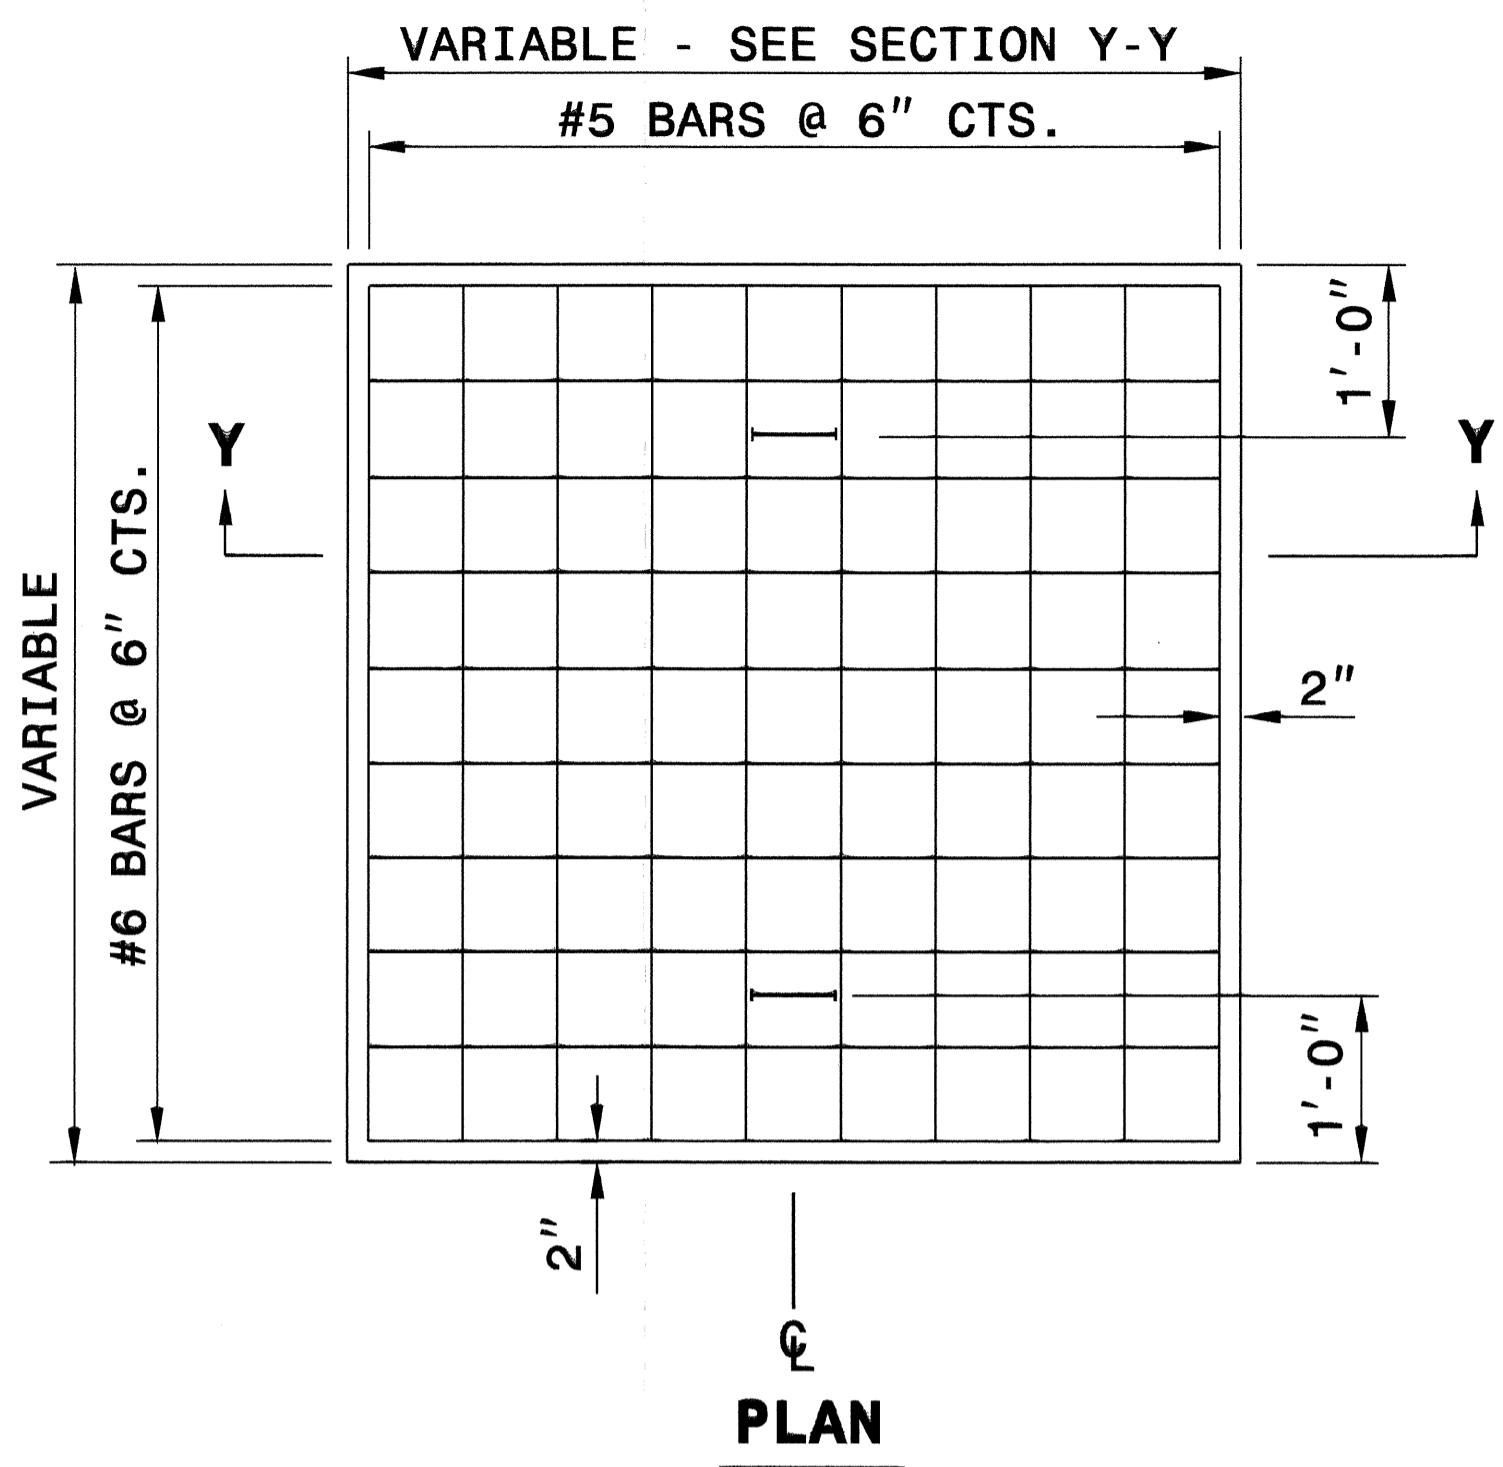 VARIABLE - SEE SECTION Y-Y
#5 BARS @ 6" CTS.
1'-0"
Y
Y
VARIABLE
#6 BARS @ 6" CTS.
2"
1'-0"
2"
℄
PLAN